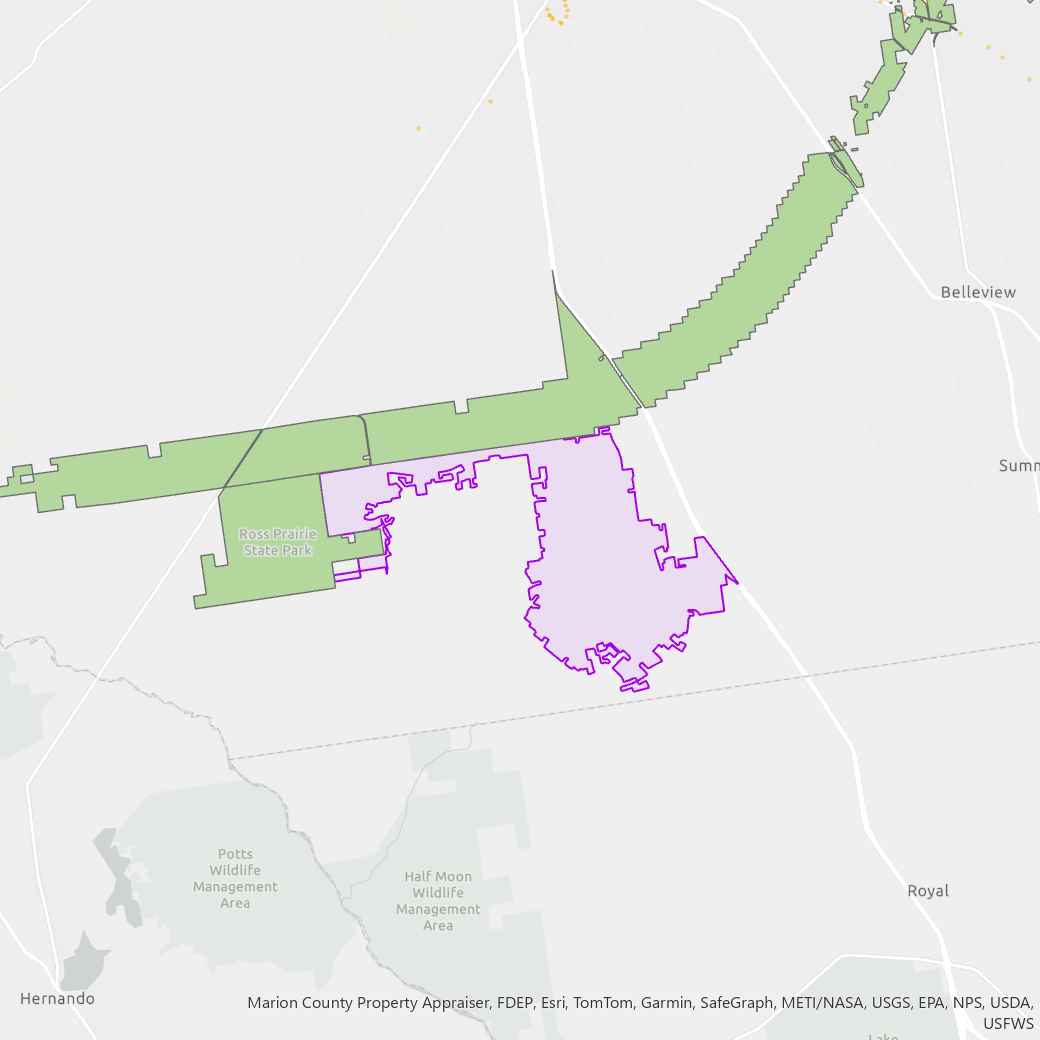 Belleview
Summ
Ross Prairie
State Park
Potts
Wildlife
Management
Area
Half Moon
Wildlife
Management
Area
Royal
Hernando
Marion County Property Appraiser, FDEP, Esri, TomTom, Garmin, SafeGraph, METI/NASA, USGS, EPA, NPS, USDA,
USFWS
Lake